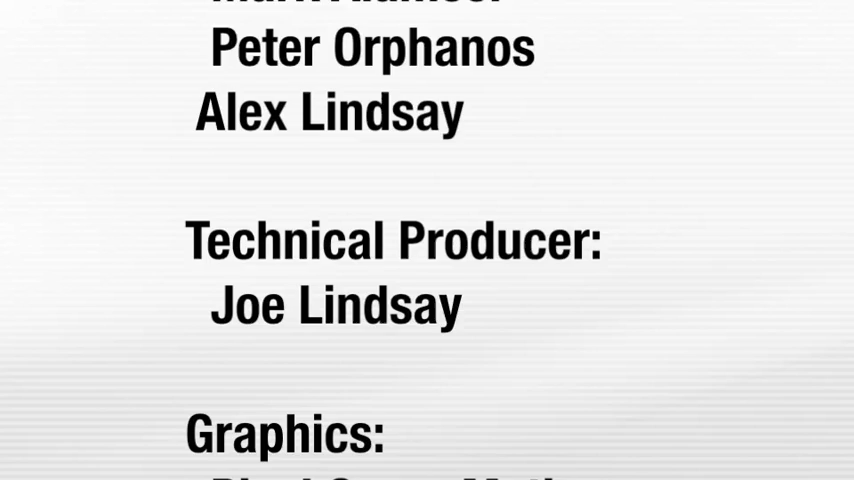 Peter Orphanos
Alex Lindsay
Technical Producer:
Joe Lindsay
Graphics: